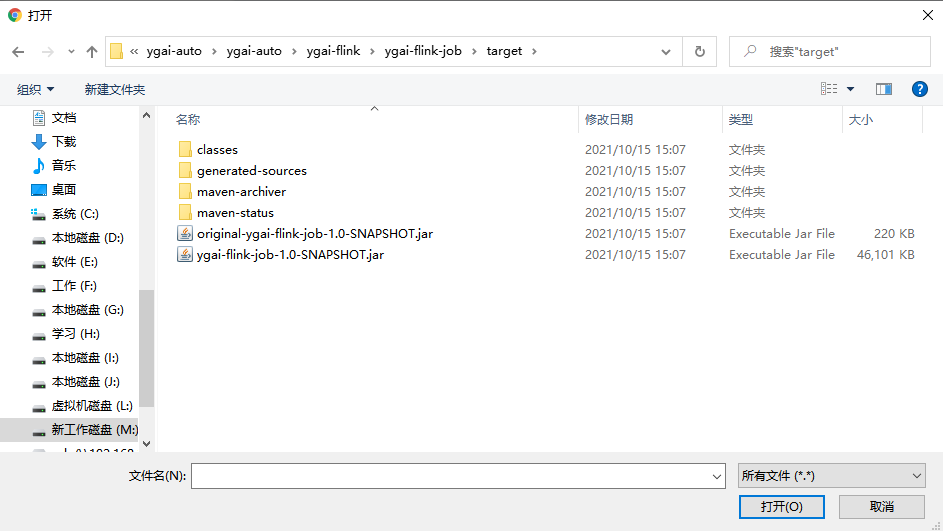 打开
« ygai-auto › ygai-auto › ygai-flink › ygai-flink-job › target › 搜索"target"
组织 新建文件夹
名称 修改日期 类型 大小
文档
下载
音乐
桌面
系统 (C:)
本地磁盘 (D:)
软件 (E:)
工作 (F:)
本地磁盘 (G:)
学习 (H:)
本地磁盘 (I:)
本地磁盘 (J:)
虚拟机磁盘 (L:)
新工作磁盘 (M:)
classes 2021/10/15 15:07 文件夹
generated-sources 2021/10/15 15:07 文件夹
maven-archiver 2021/10/15 15:07 文件夹
maven-status 2021/10/15 15:07 文件夹
original-ygai-flink-job-1.0-SNAPSHOT.jar 2021/10/15 15:07 Executable Jar File 220 KB
ygai-flink-job-1.0-SNAPSHOT.jar 2021/10/15 15:07 Executable Jar File 46,101 KB
文件名(N): 所有文件 (*.*)
打开(O) 取消